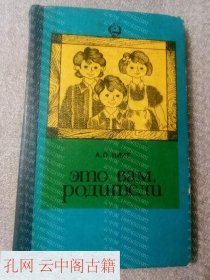 это вам,
родители
孔网 云中阁古籍